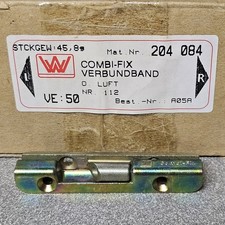 STCKGEW:45,8g
Mat.Nr. 204 084
COMBI-FIX
VERBUNDBAND
0 LUFT
NR 112
VE:50
Best.-Nr. A05A
L
R
W